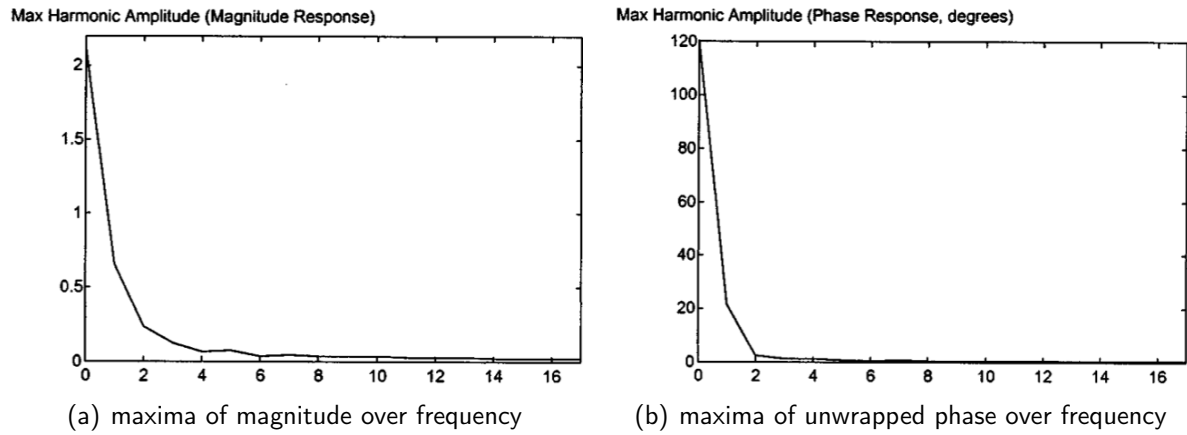 Max Harmonic Amplitude (Magnitude Response)
2
1.5
1
0.5
0
0 2 4 6 8 10 12 14 16
(a) maxima of magnitude over frequency
Max Harmonic Amplitude (Phase Response, degrees)
120
100
80
60
40
20
0
0 2 4 6 8 10 12 14 16
(b) maxima of unwrapped phase over frequency